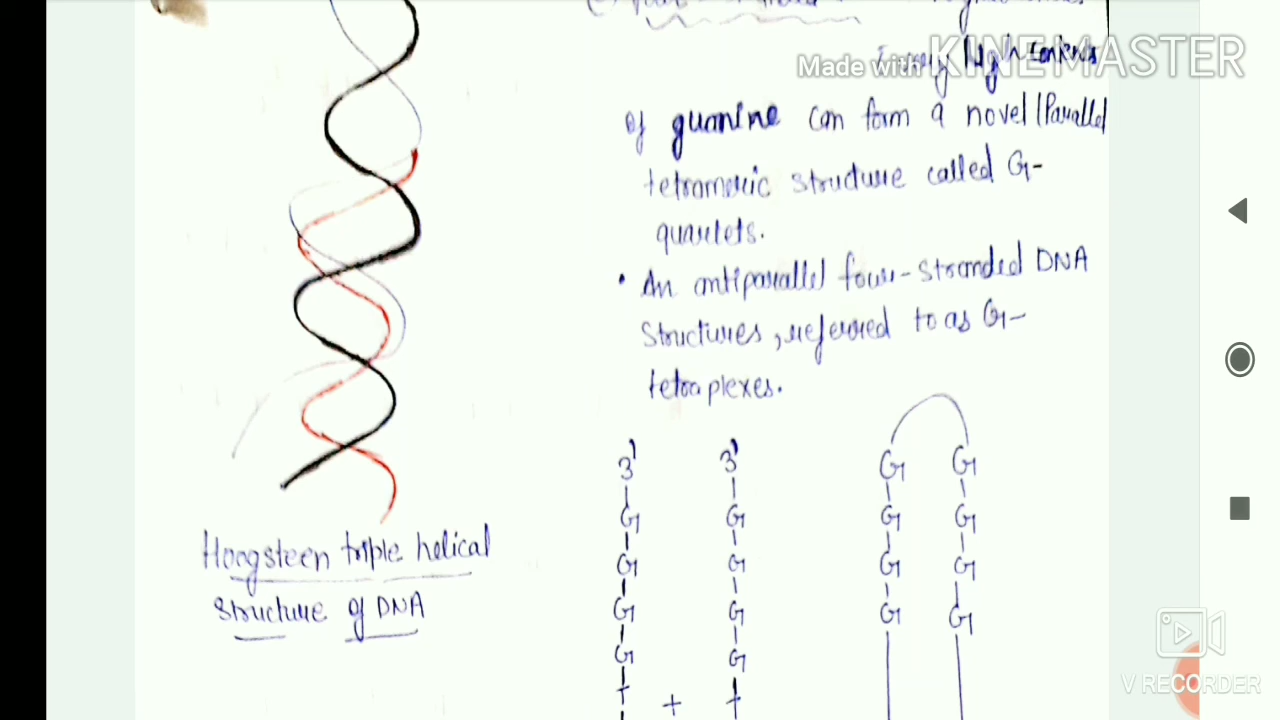 Made with KINEMASTER
of guanine can form a novel (Parallel
tetrameric structure called G-
quartets.
• An antiparallel four-stranded DNA
structures, referred to as G-
tetraplexes.
3' 3'
G G
G G
G G
G G
G G
G G
G G
G G
t + t
Hoogsteen triple helical
structure of DNA
V RECORDER